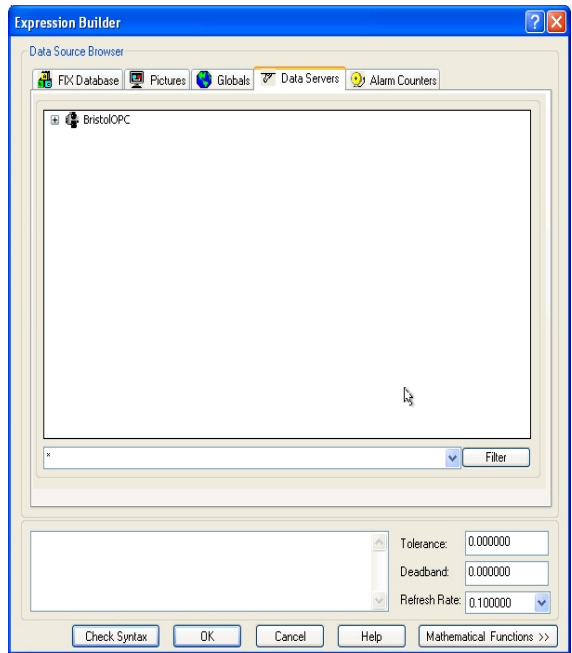 Expression Builder
Data Source Browser
FIX Database Pictures Globals Data Servers Alarm Counters
BristolOPC
* Filter
Tolerance: 0.000000
Deadband: 0.000000
Refresh Rate: 0.100000
Check Syntax OK Cancel Help Mathematical Functions >>